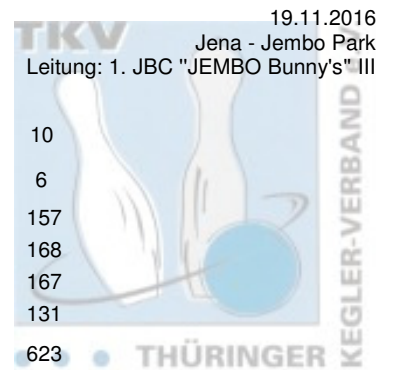 19.11.2016
TKV
Jena - Jembo Park
Leitung: 1. JBC "JEMBO Bunny's" III
10
6
157
168
167
131
623
THÜRINGER
KEGLER-VERBAND e.V.